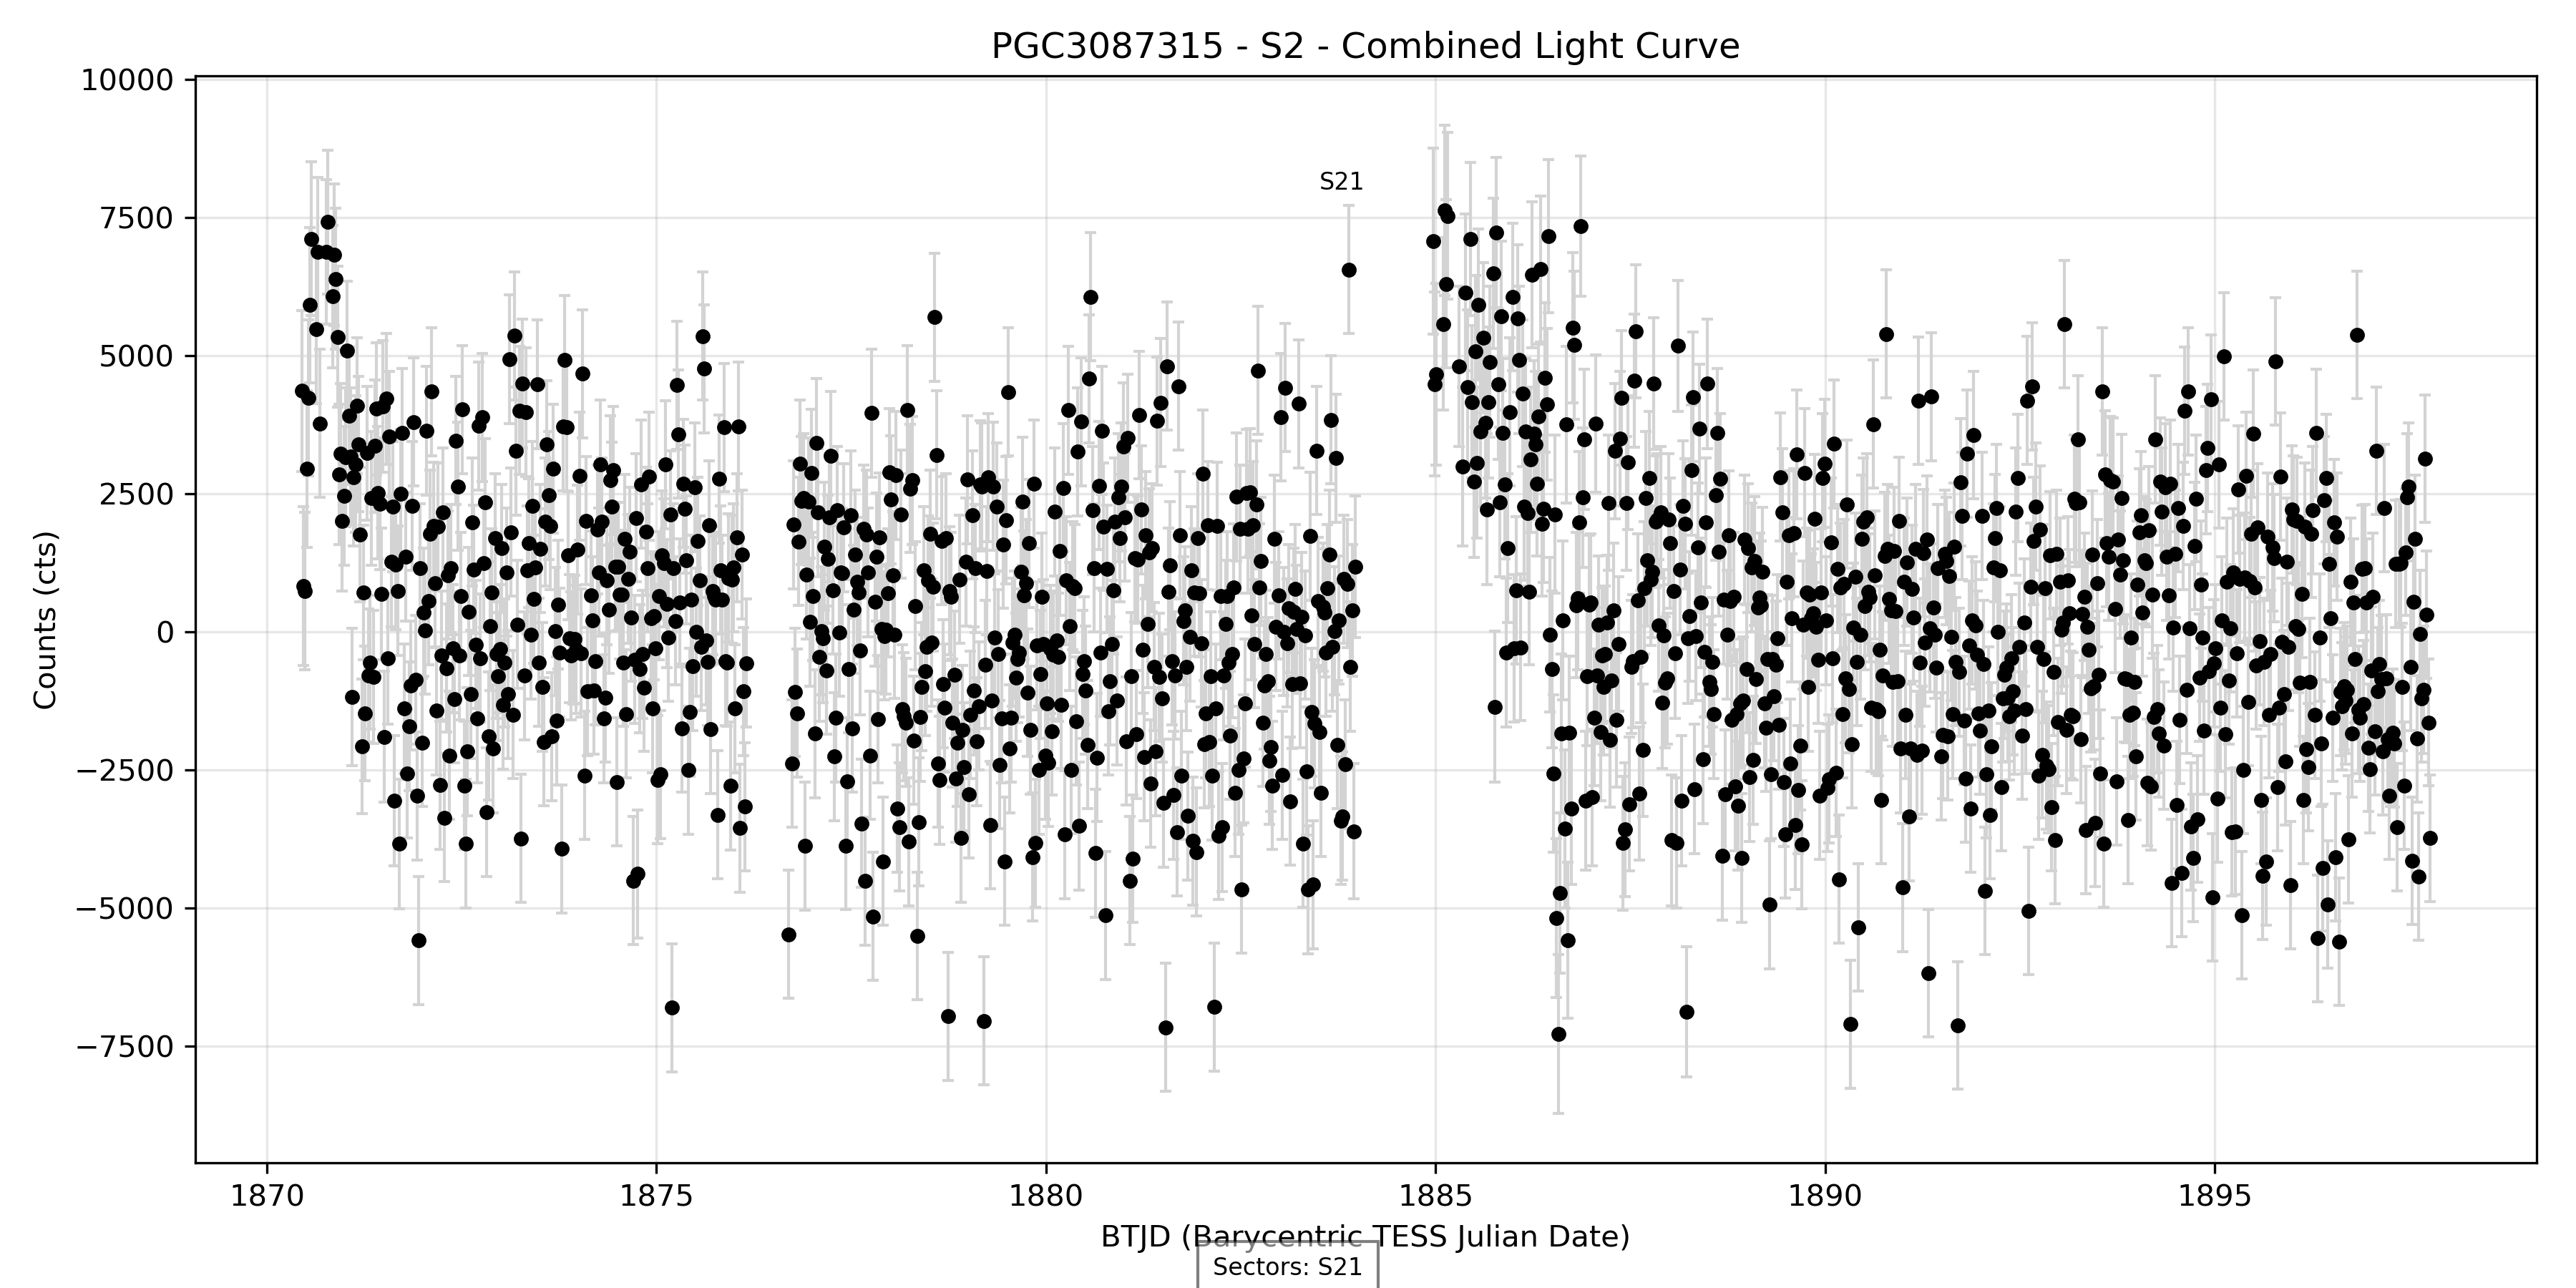 PGC3087315 - S2 - Combined Light Curve
10000
7500
5000
2500
0
−2500
−5000
−7500
Counts (cts)
S21
1870 1875 1880 1885 1890 1895
BTJD (Barycentric TESS Julian Date)
Sectors: S21